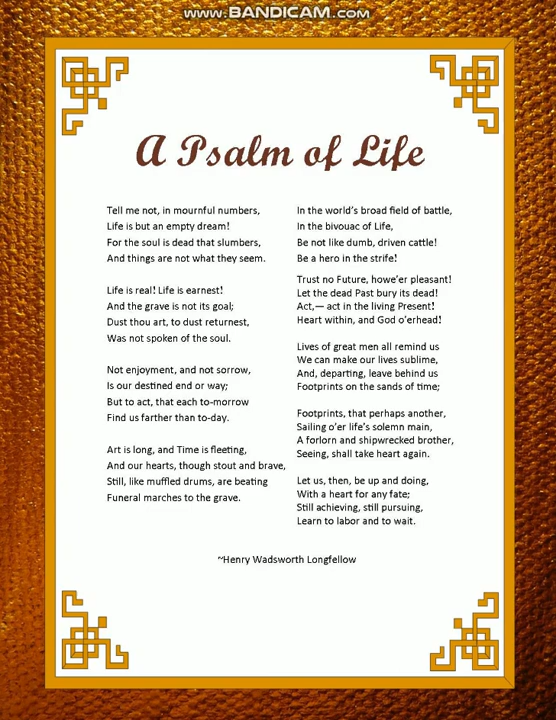 www.BANDICAM.com
A Psalm of Life
Tell me not, in mournful numbers,
Life is but an empty dream!
For the soul is dead that slumbers,
And things are not what they seem.
Life is real! Life is earnest!
And the grave is not its goal;
Dust thou art, to dust returnest,
Was not spoken of the soul.
Not enjoyment, and not sorrow,
Is our destined end or way;
But to act, that each to-morrow
Find us farther than to-day.
Art is long, and Time is fleeting,
And our hearts, though stout and brave,
Still, like muffled drums, are beating
Funeral marches to the grave.
In the world's broad field of battle,
In the bivouac of Life,
Be not like dumb, driven cattle!
Be a hero in the strife!
Trust no Future, howe'er pleasant!
Let the dead Past bury its dead!
Act,— act in the living Present!
Heart within, and God o'erhead!
Lives of great men all remind us
We can make our lives sublime,
And, departing, leave behind us
Footprints on the sands of time;
Footprints, that perhaps another,
Sailing o'er life's solemn main,
A forlorn and shipwrecked brother,
Seeing, shall take heart again.
Let us, then, be up and doing,
With a heart for any fate;
Still achieving, still pursuing,
Learn to labor and to wait.
~Henry Wadsworth Longfellow